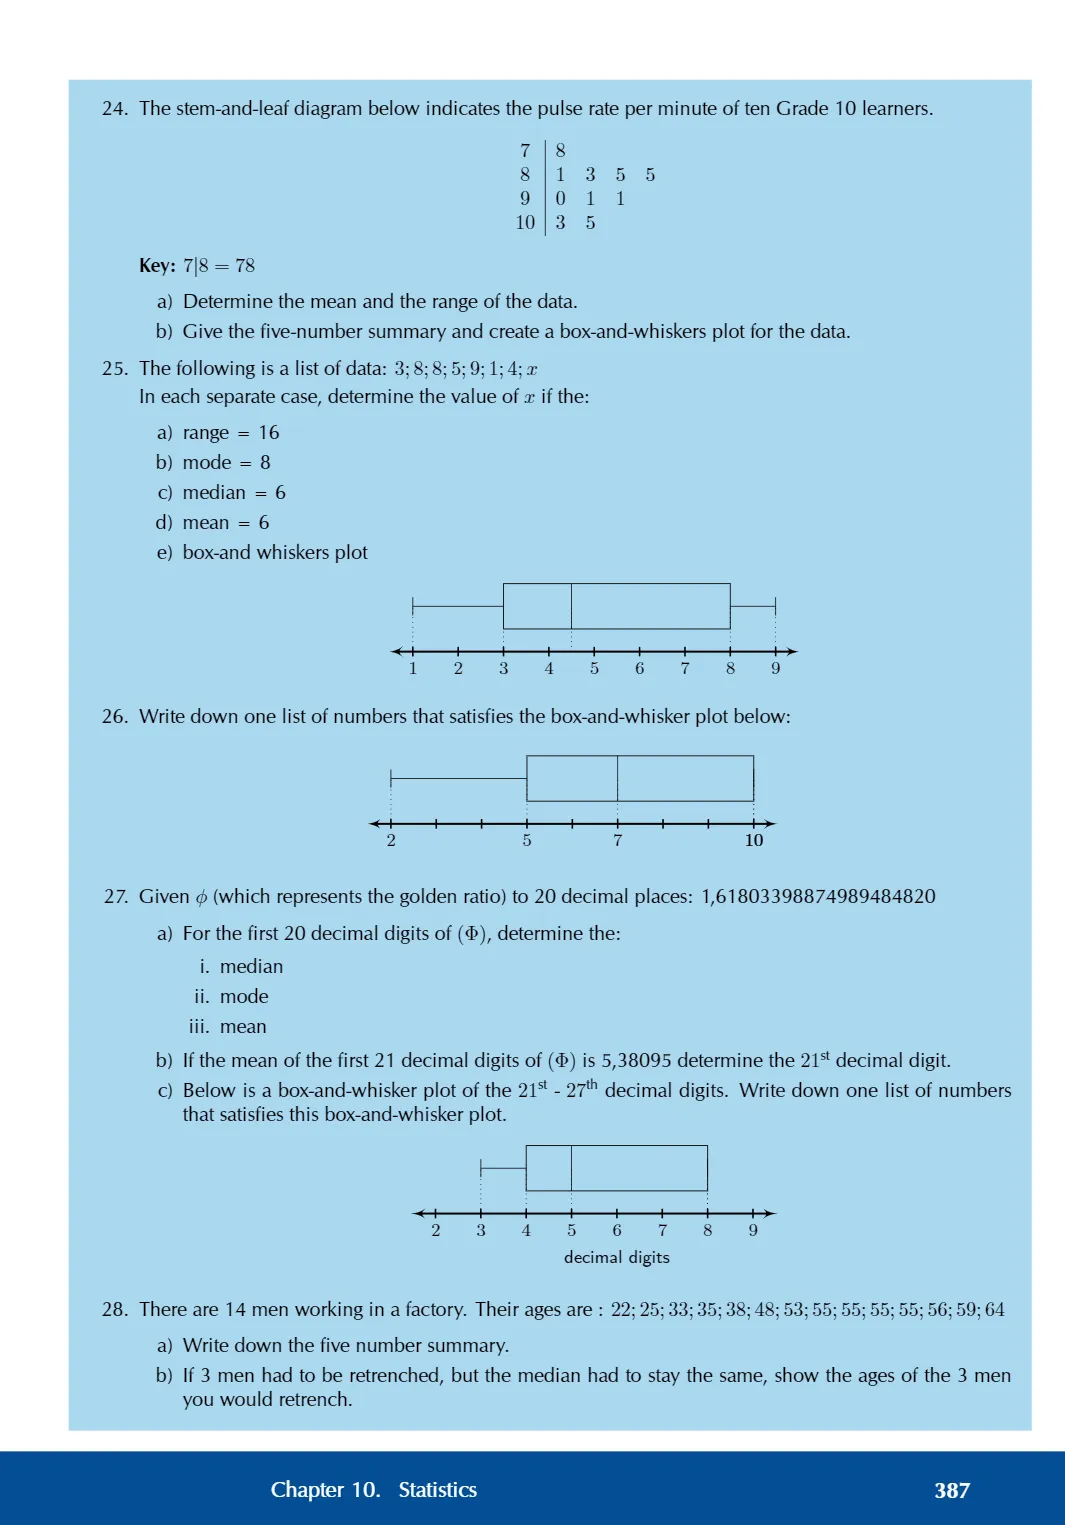 24. The stem-and-leaf diagram below indicates the pulse rate per minute of ten Grade 10 learners.
7 | 8
8 | 1 3 5 5
9 | 0 1 1
10 | 3 5
Key: 7|8 = 78
a) Determine the mean and the range of the data.
b) Give the five-number summary and create a box-and-whiskers plot for the data.
25. The following is a list of data: 3; 8; 8; 5; 9; 1; 4; x
In each separate case, determine the value of x if the:
a) range = 16
b) mode = 8
c) median = 6
d) mean = 6
e) box-and whiskers plot
1 2 3 4 5 6 7 8 9
26. Write down one list of numbers that satisfies the box-and-whisker plot below:
2 5 7 10
27. Given ϕ (which represents the golden ratio) to 20 decimal places: 1,61803398874989484820
a) For the first 20 decimal digits of (Φ), determine the:
i. median
ii. mode
iii. mean
b) If the mean of the first 21 decimal digits of (Φ) is 5,38095 determine the 21st decimal digit.
c) Below is a box-and-whisker plot of the 21st - 27th decimal digits. Write down one list of numbers
that satisfies this box-and-whisker plot.
2 3 4 5 6 7 8 9
decimal digits
28. There are 14 men working in a factory. Their ages are : 22; 25; 33; 35; 38; 48; 53; 55; 55; 55; 55; 56; 59; 64
a) Write down the five number summary.
b) If 3 men had to be retrenched, but the median had to stay the same, show the ages of the 3 men
you would retrench.
Chapter 10. Statistics 387